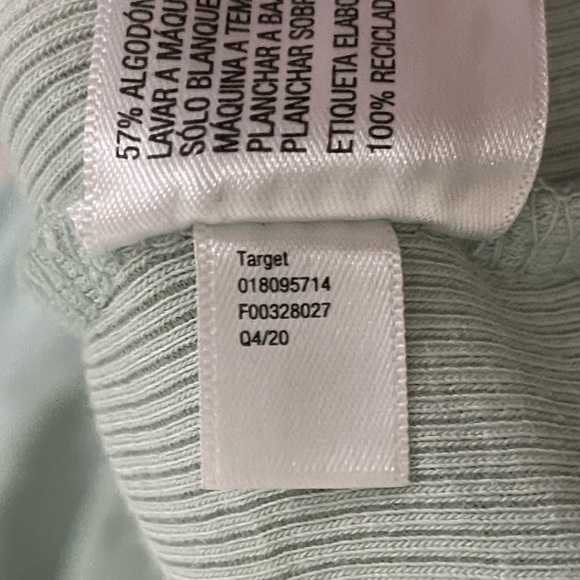 57% ALGODÓN
LAVAR A MÁQU
SÓLO BLANQUE
MÁQUINA A TEM
PLANCHAR A BA
PLANCHAR SOBR
ETIQUETA ELABO
100% RECICLAD
Target
018095714
F00328027
Q4/20